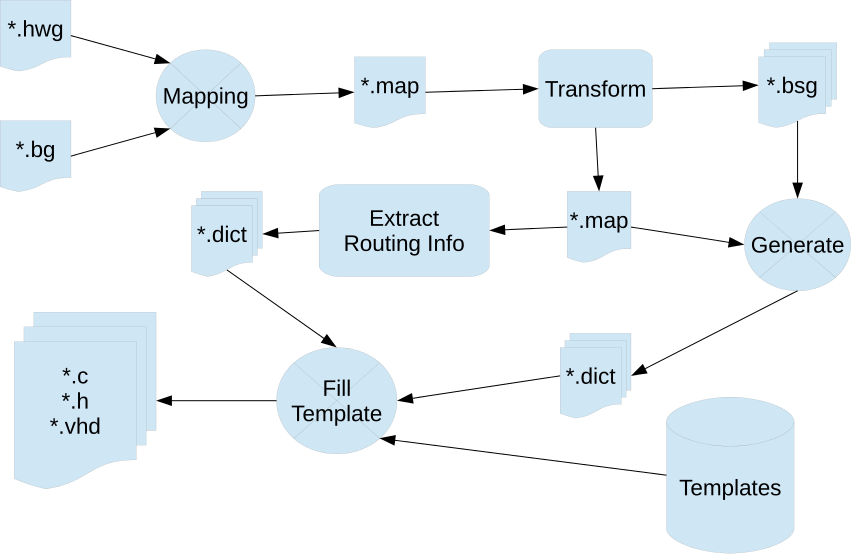 *.hwg
Mapping
*.map
Transform
*.bsg
*.bg
*.dict
Extract
Routing Info
*.map
Generate
*.c
*.h
*.vhd
Fill
Template
*.dict
Templates